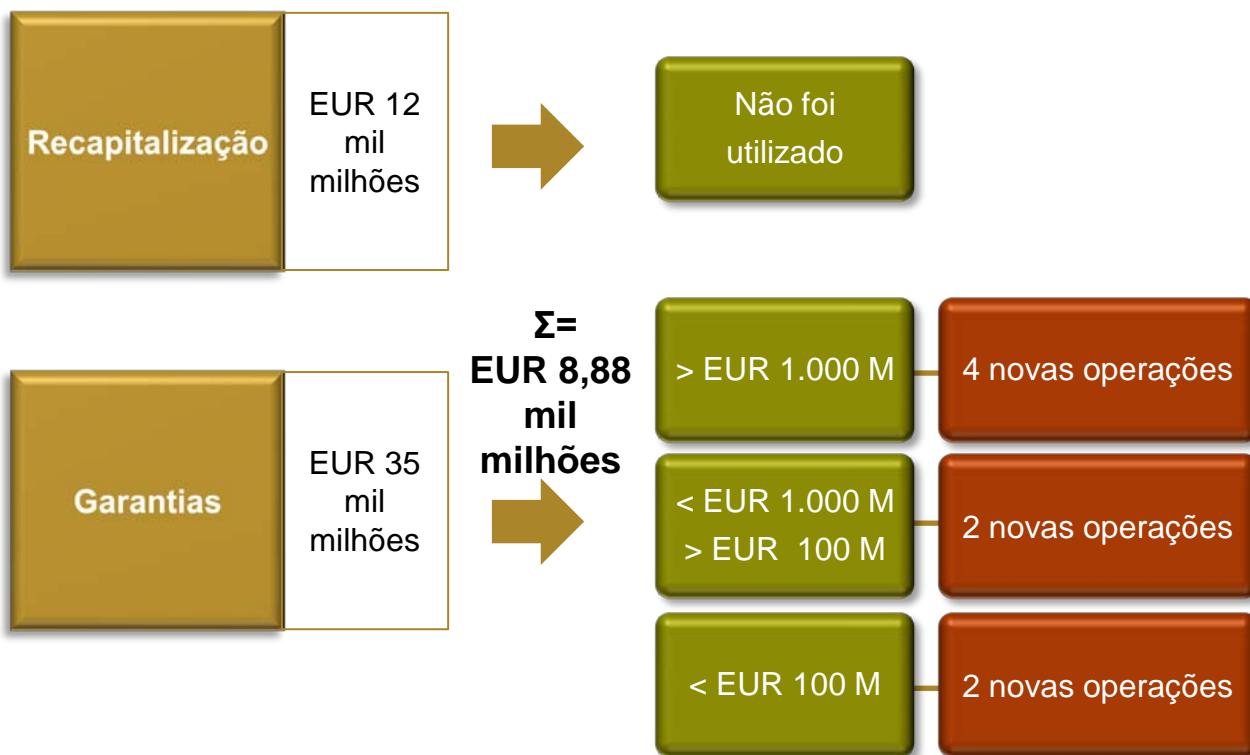 Recapitalização
EUR 12
mil
milhões
Não foi
utilizado
Garantias
EUR 35
mil
milhões
Σ=
EUR 8,88
mil
milhões
> EUR 1.000 M
4 novas operações
< EUR 1.000 M
> EUR 100 M
2 novas operações
< EUR 100 M
2 novas operações